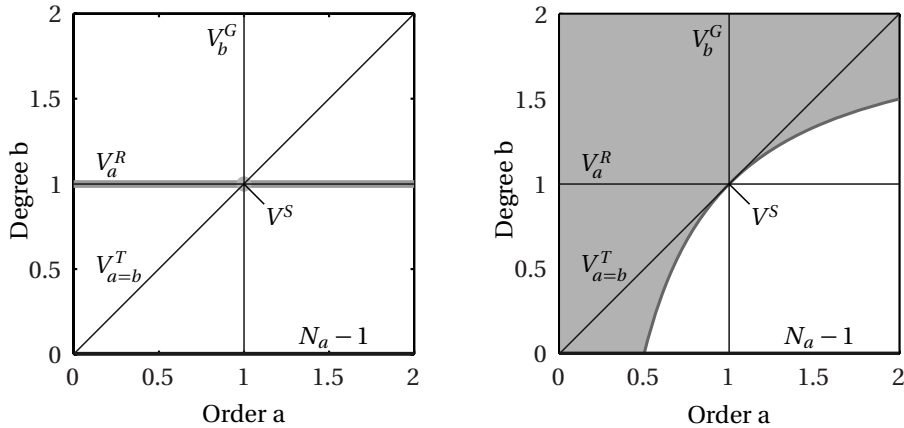 2
V_b^G
1.5
V_a^R
1
V^S
0.5
V_{a=b}^T
N_a − 1
0
0 0.5 1 1.5 2
Degree b
Order a
2
V_b^G
1.5
V_a^R
1
V^S
0.5
V_{a=b}^T
N_a − 1
0
0 0.5 1 1.5 2
Degree b
Order a